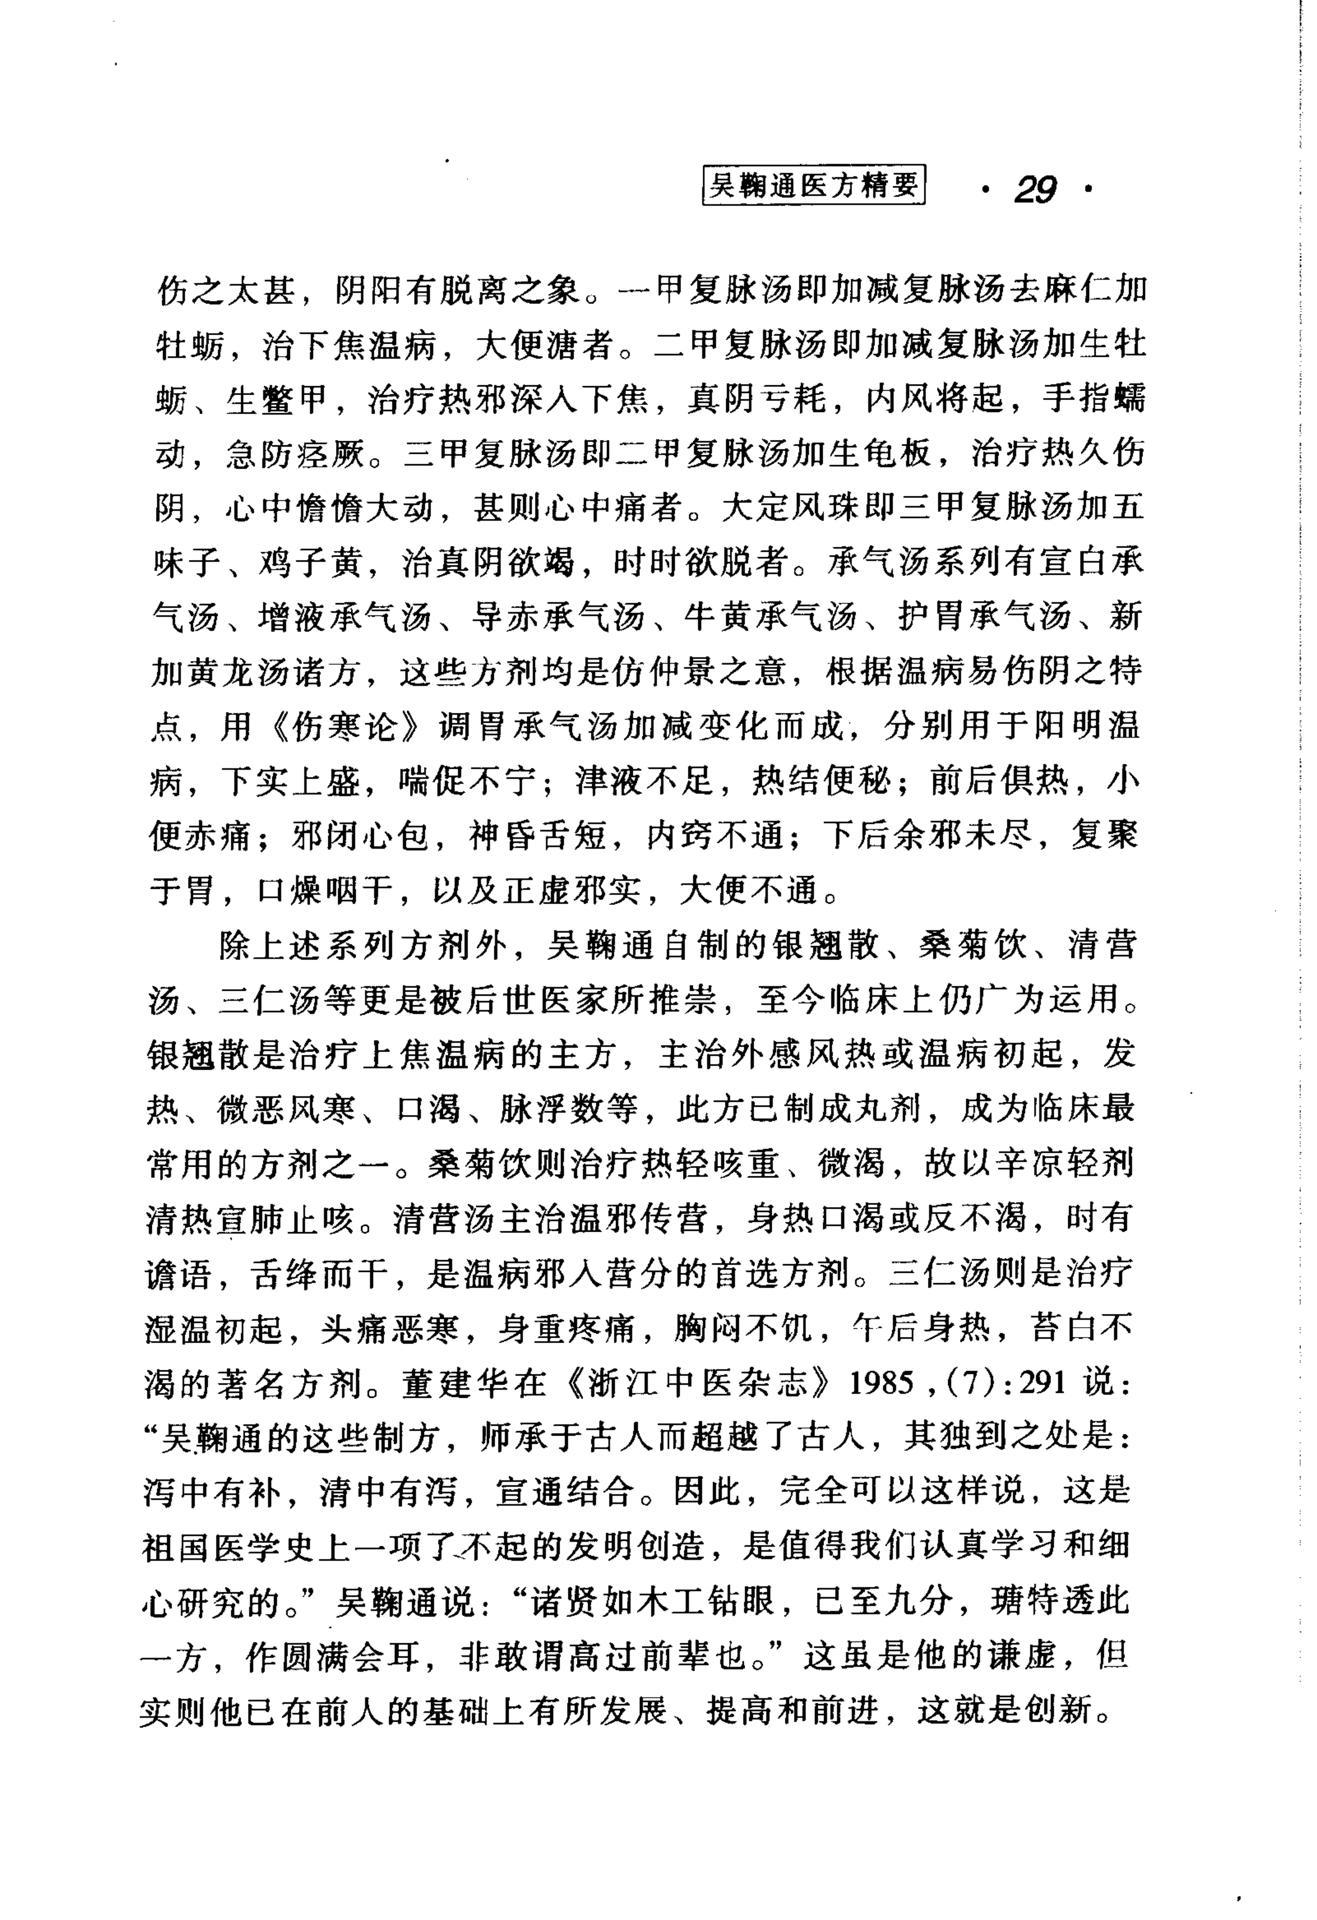 吴鞠通医方精要 · 29 ·
伤之太甚，阴阳有脱离之象。一甲复脉汤即加减复脉汤去麻仁加
牡蛎，治下焦温病，大便溏者。二甲复脉汤即加减复脉汤加生牡
蛎、生鳖甲，治疗热邪深入下焦，真阴亏耗，内风将起，手指蠕
动，急防痉厥。三甲复脉汤即二甲复脉汤加生龟板，治疗热久伤
阴，心中憺憺大动，甚则心中痛者。大定风珠即三甲复脉汤加五
味子、鸡子黄，治真阴欲竭，时时欲脱者。承气汤系列有宣白承
气汤、增液承气汤、导赤承气汤、牛黄承气汤、护胃承气汤、新
加黄龙汤诸方，这些方剂均是仿仲景之意，根据温病易伤阴之特
点，用《伤寒论》调胃承气汤加减变化而成，分别用于阳明温
病，下实上盛，喘促不宁；津液不足，热结便秘；前后俱热，小
便赤痛；邪闭心包，神昏舌短，内窍不通；下后余邪未尽，复聚
于胃，口燥咽干，以及正虚邪实，大便不通。
除上述系列方剂外，吴鞠通自制的银翘散、桑菊饮、清营
汤、三仁汤等更是被后世医家所推崇，至今临床上仍广为运用。
银翘散是治疗上焦温病的主方，主治外感风热或温病初起，发
热、微恶风寒、口渴、脉浮数等，此方已制成丸剂，成为临床最
常用的方剂之一。桑菊饮则治疗热轻咳重、微渴，故以辛凉轻剂
清热宣肺止咳。清营汤主治温邪传营，身热口渴或反不渴，时有
谵语，舌绛而干，是温病邪入营分的首选方剂。三仁汤则是治疗
湿温初起，头痛恶寒，身重疼痛，胸闷不饥，午后身热，苔白不
渴的著名方剂。董建华在《浙江中医杂志》1985,(7):291 说：
“吴鞠通的这些制方，师承于古人而超越了古人，其独到之处是：
泻中有补，清中有泻，宣通结合。因此，完全可以这样说，这是
祖国医学史上一项了不起的发明创造，是值得我们认真学习和细
心研究的。”吴鞠通说：“诸贤如木工钻眼，已至九分，瑭特透此
一方，作圆满会耳，非敢谓高过前辈也。”这虽是他的谦虚，但
实则他已在前人的基础上有所发展、提高和前进，这就是创新。